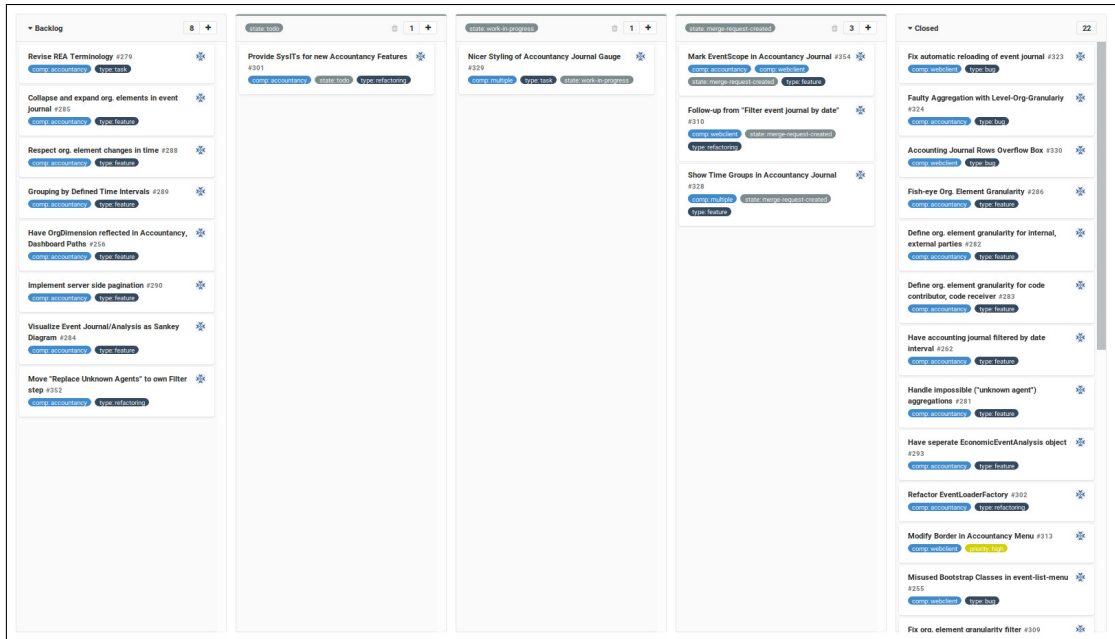 Backlog 8 +
Revise REA Terminology #279
comp: accountancy type: task
Collapse and expand org. elements in event
journal #285
comp: accountancy type: feature
Respect org. element changes in time #288
comp: accountancy type: feature
Grouping by Defined Time Intervals #289
comp: accountancy type: feature
Have OrgDimension reflected in Accountancy,
Dashboard Paths #256
comp: accountancy type: feature
Implement server side pagination #290
comp: accountancy type: feature
Visualize Event Journal/Analysis as Sankey
Diagram #284
comp: accountancy type: feature
Move "Replace Unknown Agents" to own Filter
step #352
comp: accountancy type: refactoring
state: todo 1 +
Provide SysITs for new Accountancy Features
#301
comp: accountancy state: todo type: refactoring
state: work-in-progress 1 +
Nicer Styling of Accountancy Journal Gauge
#329
comp: multiple type: task state: work-in-progress
state: merge-request-created 3 +
Mark EventScope in Accountancy Journal #354
comp: accountancy comp: webclient
state: merge-request-created type: feature
Follow-up from "Filter event journal by date"
#310
comp: webclient state: merge-request-created
type: refactoring
Show Time Groups in Accountancy Journal
#328
comp: multiple state: merge-request-created
type: feature
Closed 22
Fix automatic reloading of event journal #323
comp: webclient type: bug
Faulty Aggregation with Level-Org-Granularly
#324
comp: accountancy type: bug
Accounting Journal Rows Overflow Box #330
comp: webclient type: bug
Fish-eye Org. Element Granularity #286
comp: accountancy type: feature
Define org. element granularity for internal,
external parties #282
comp: accountancy type: feature
Define org. element granularity for code
contributor, code receiver #283
comp: accountancy type: feature
Have accounting journal filtered by date
interval #262
comp: accountancy type: feature
Handle impossible ("unknown agent")
aggregations #281
comp: accountancy type: feature
Have seperate EconomicEventAnalysis object
#293
comp: accountancy type: feature
Refactor EventLoaderFactory #302
comp: accountancy type: refactoring
Modify Border in Accountancy Menu #313
comp: webclient priority: high
Misused Bootstrap Classes in event-list-menu
#255
comp: webclient type: bug
Fix org. element granularity filter #309